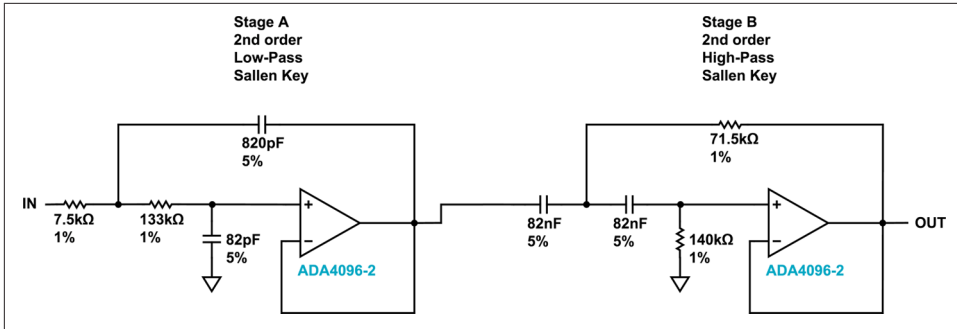 Stage A
2nd order
Low-Pass
Sallen Key
Stage B
2nd order
High-Pass
Sallen Key
820pF
5%
71.5kΩ
1%
IN
7.5kΩ
1%
133kΩ
1%
82pF
5%
+
−
ADA4096-2
82nF
5%
82nF
5%
140kΩ
1%
+
−
ADA4096-2
OUT